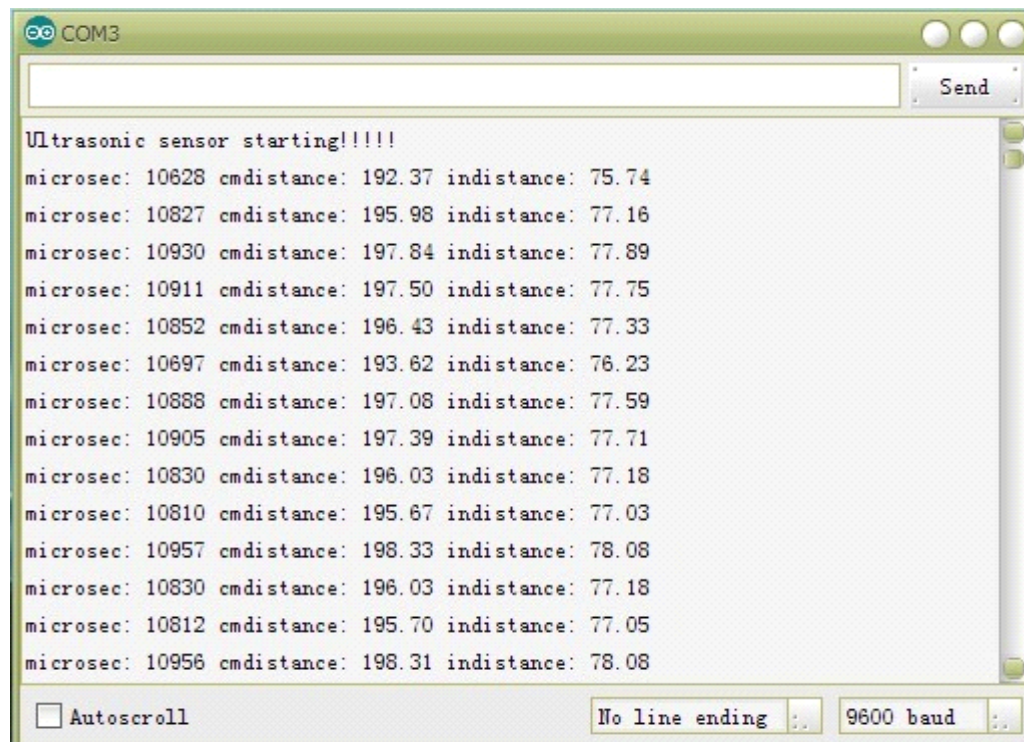 COM3
Send
Ultrasonic sensor starting!!!!!
microsec: 10628 cmdistance: 192.37 indistance: 75.74
microsec: 10827 cmdistance: 195.98 indistance: 77.16
microsec: 10930 cmdistance: 197.84 indistance: 77.89
microsec: 10911 cmdistance: 197.50 indistance: 77.75
microsec: 10852 cmdistance: 196.43 indistance: 77.33
microsec: 10697 cmdistance: 193.62 indistance: 76.23
microsec: 10888 cmdistance: 197.08 indistance: 77.59
microsec: 10905 cmdistance: 197.39 indistance: 77.71
microsec: 10830 cmdistance: 196.03 indistance: 77.18
microsec: 10810 cmdistance: 195.67 indistance: 77.03
microsec: 10957 cmdistance: 198.33 indistance: 78.08
microsec: 10830 cmdistance: 196.03 indistance: 77.18
microsec: 10812 cmdistance: 195.70 indistance: 77.05
microsec: 10956 cmdistance: 198.31 indistance: 78.08
Autoscroll No line ending 9600 baud